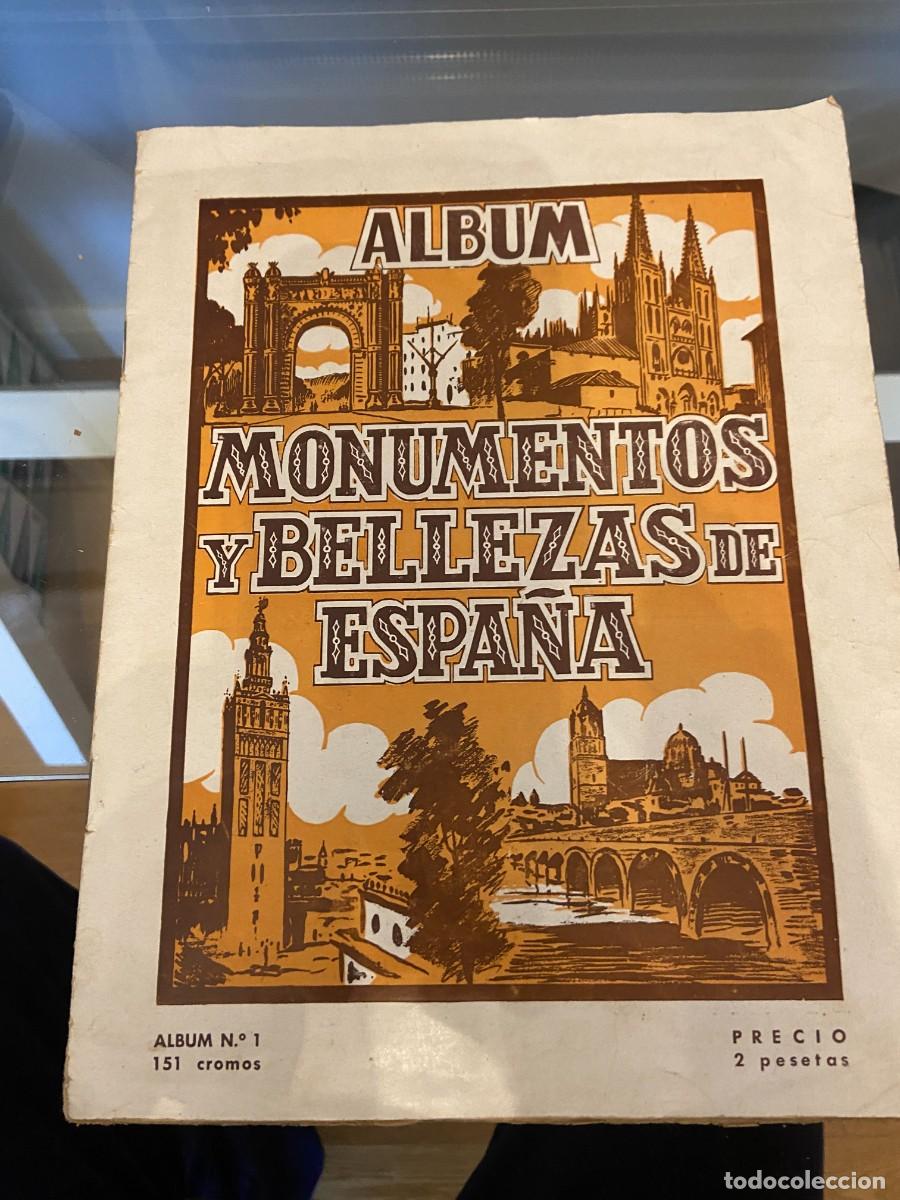 ALBUM
MONUMENTOS
Y BELLEZAS DE
ESPAÑA
ALBUM N.º 1
151 cromos
PRECIO
2 pesetas
todocoleccion